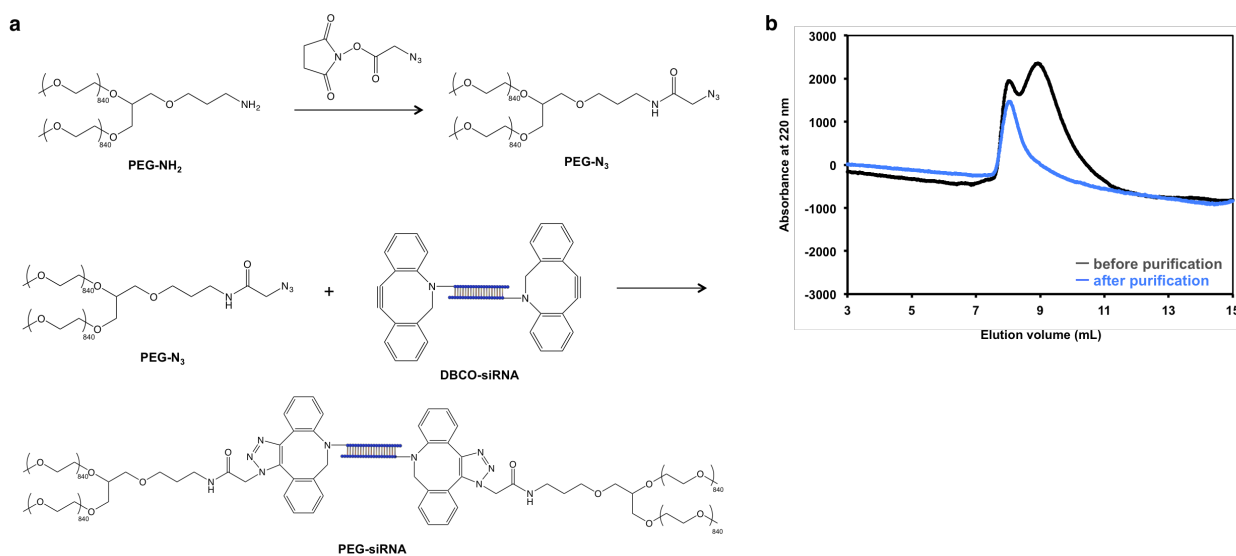 a
O
O
O
N
O
N₃
O
O
840
O
NH₂
O
O
840
PEG-NH₂
O
O
840
O
N
H
O
N₃
O
O
840
PEG-N₃
O
O
840
O
N
H
O
N₃
O
O
840
PEG-N₃
+
N
N
DBCO-siRNA
O
O
840
O
N
H
O
N
N
N
N
O
O
840
N
N
N
N
O
N
H
O
O
O
840
O
O
840
PEG-siRNA
b
Absorbance at 220 nm
3000
2000
1000
0
-1000
-2000
-3000
before purification
after purification
3 5 7 9 11 13 15
Elution volume (mL)